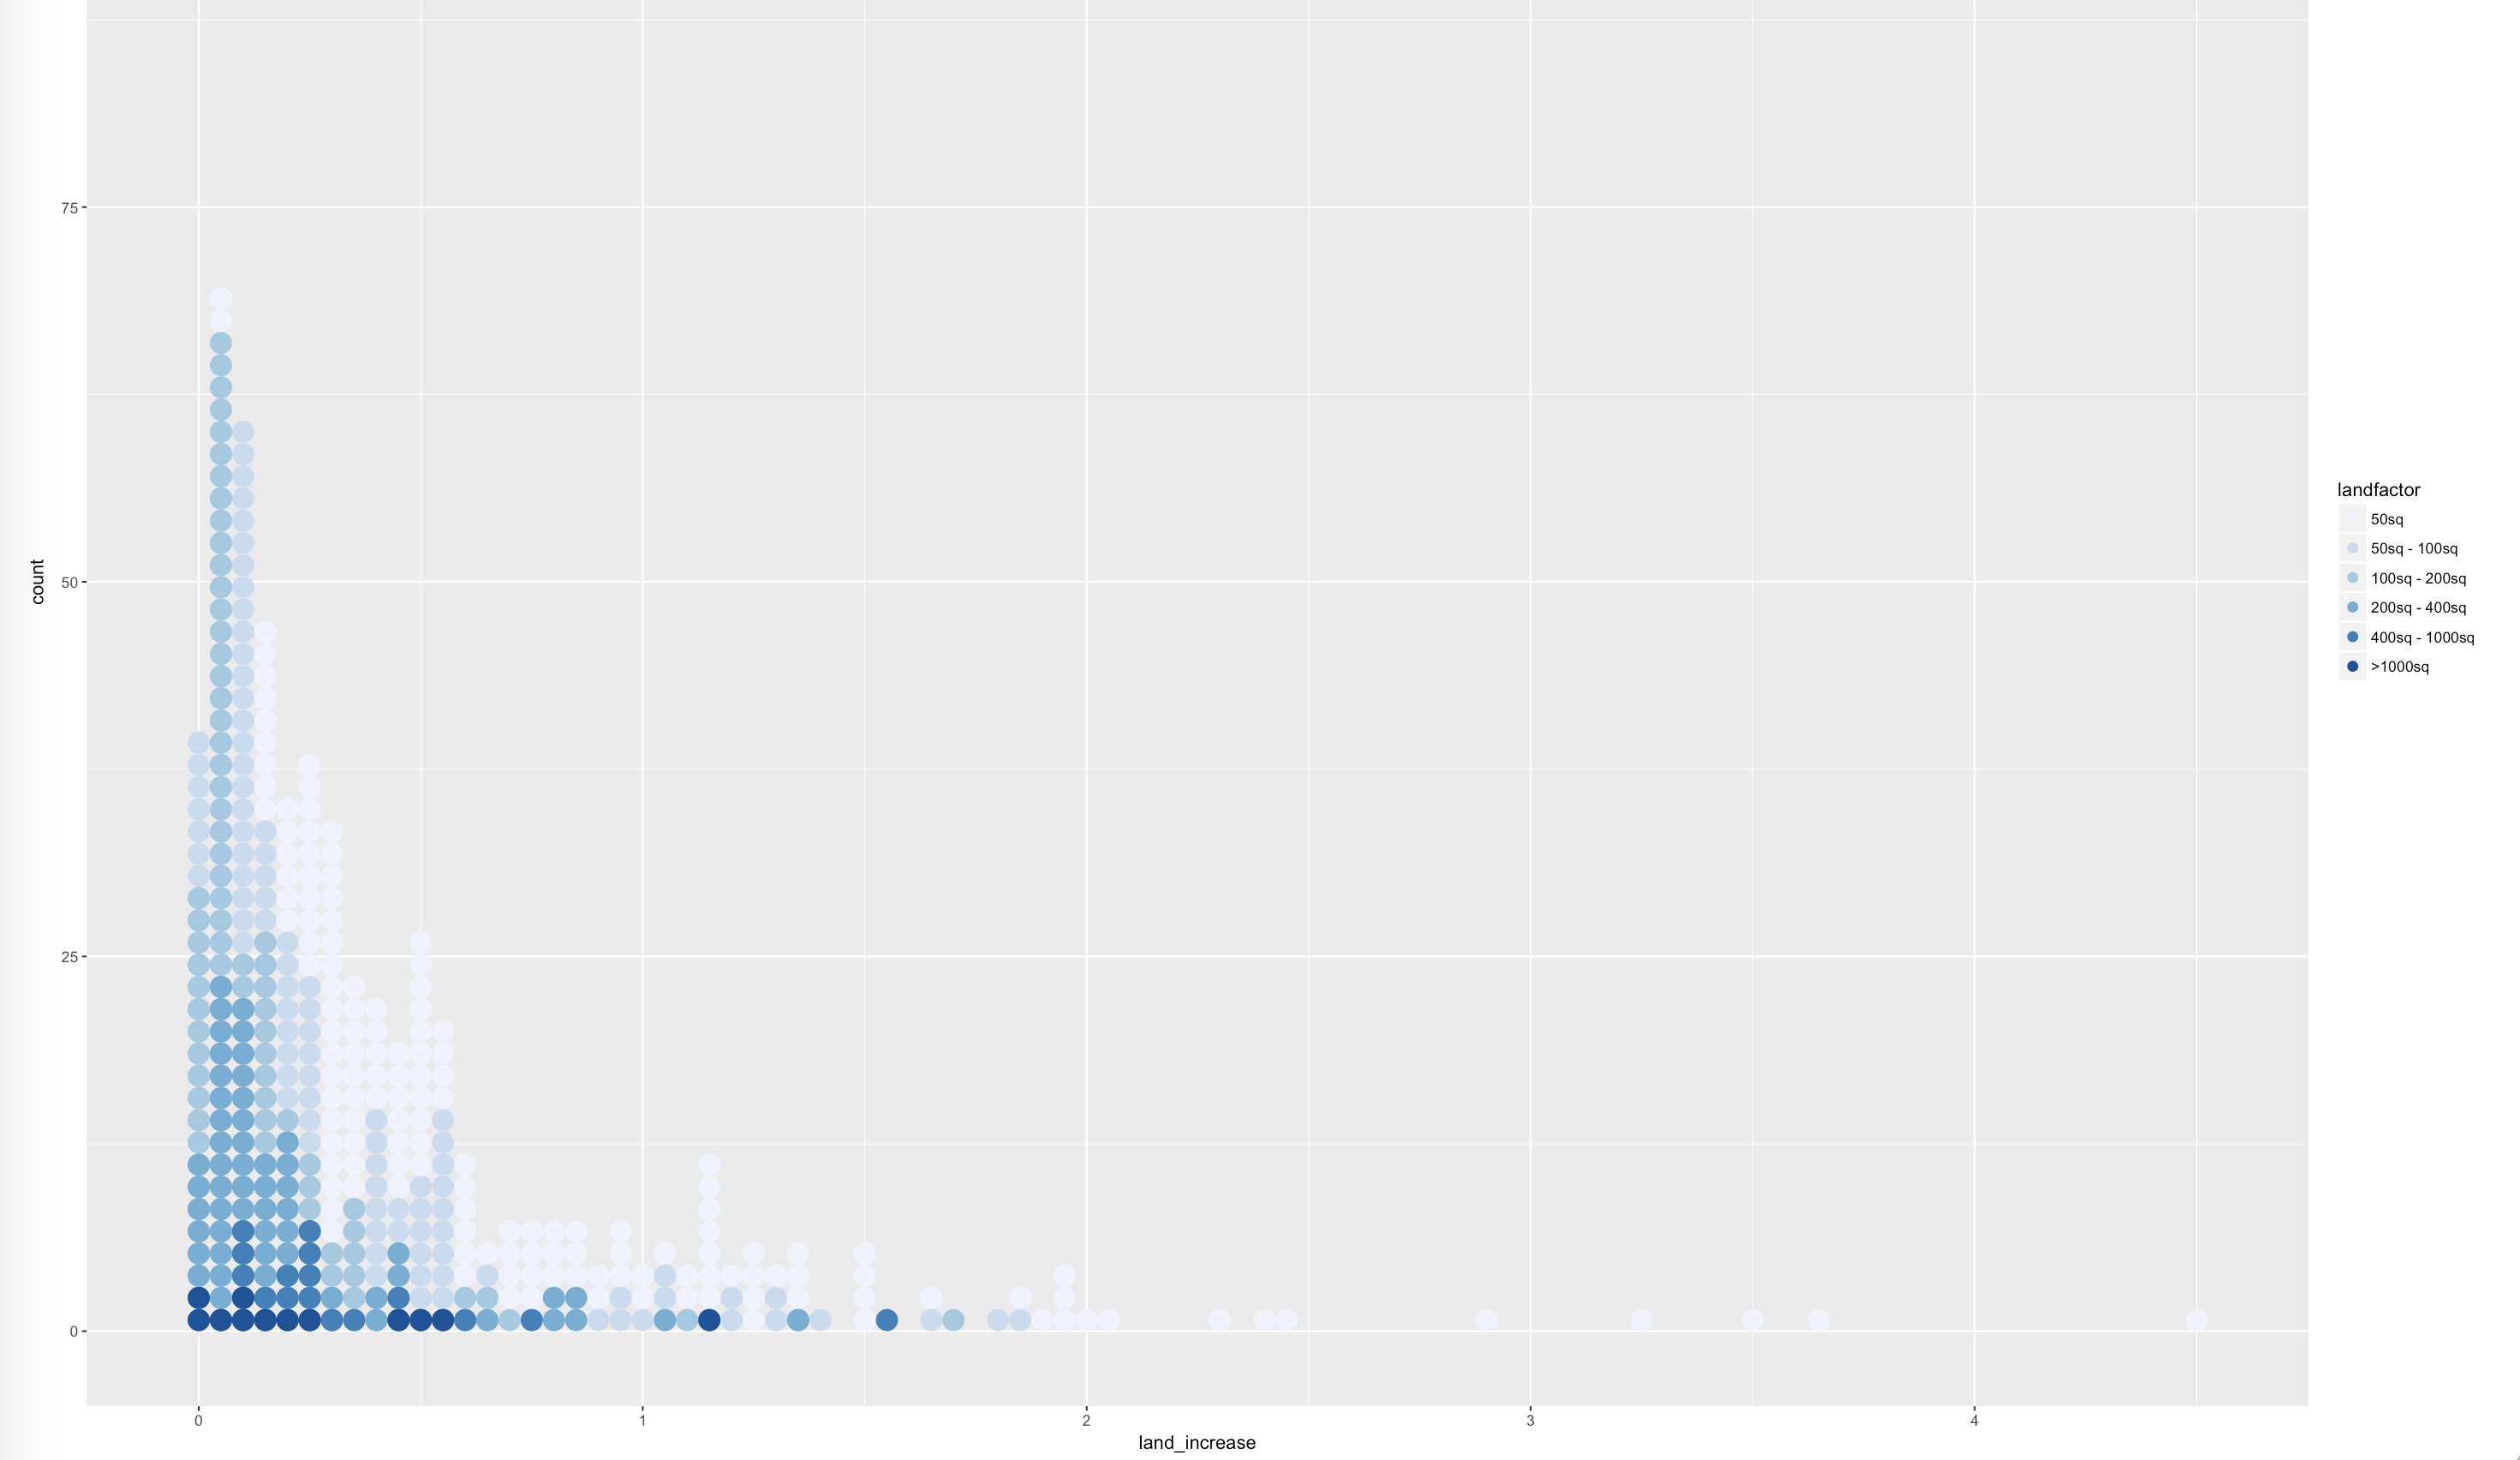 75
50
25
0
count
0 1 2 3 4
land_increase
landfactor
50sq
50sq - 100sq
100sq - 200sq
200sq - 400sq
400sq - 1000sq
>1000sq